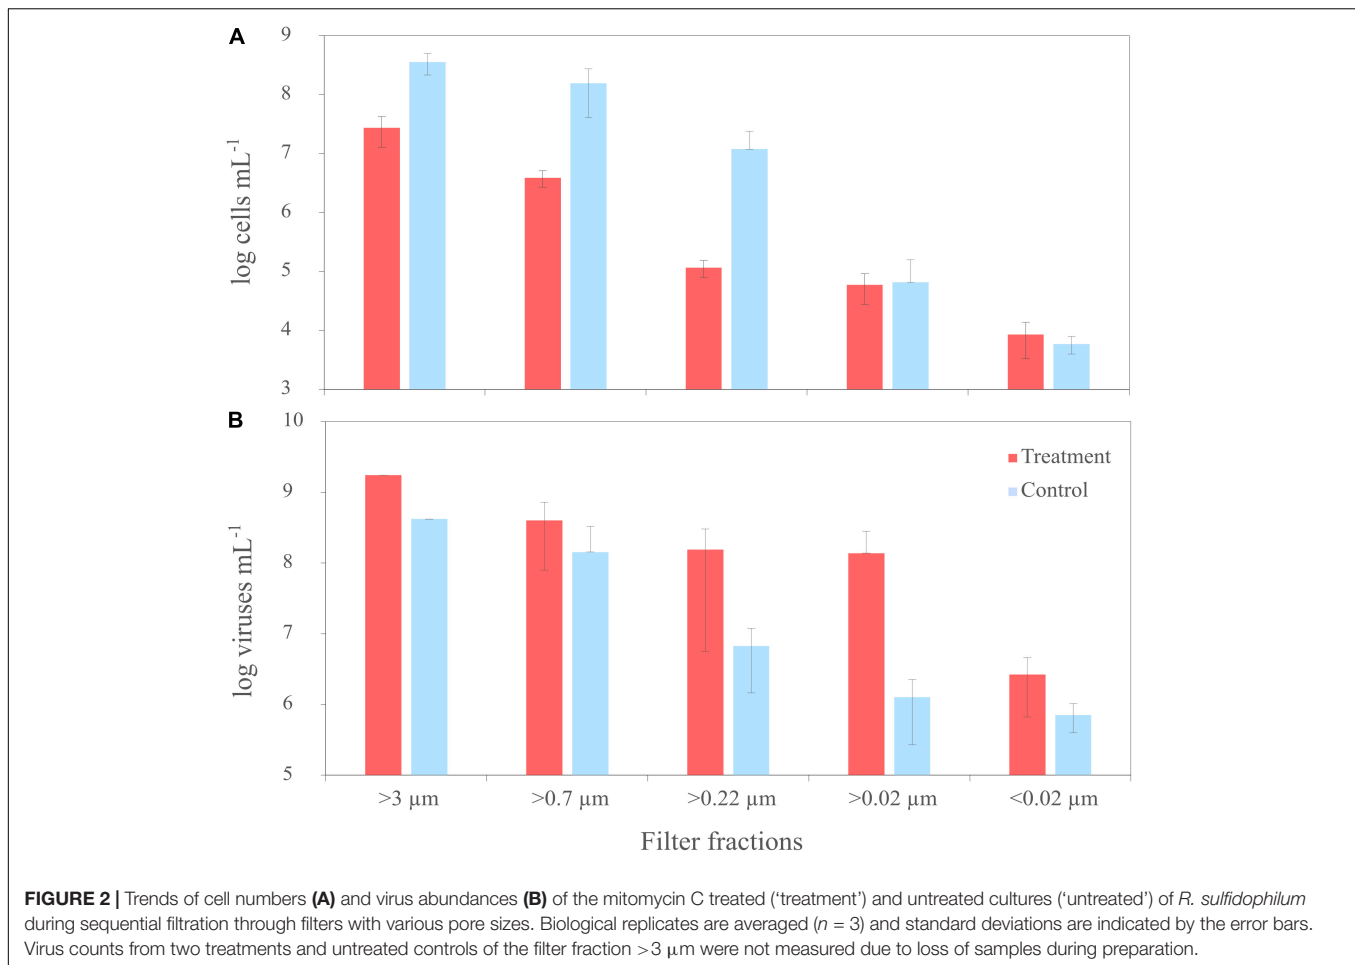 A
9
8
7
6
5
4
3
log cells mL-1
B
10
9
8
7
6
5
log viruses mL-1
Treatment
Control
>3 µm >0.7 µm >0.22 µm >0.02 µm <0.02 µm
Filter fractions
FIGURE 2 | Trends of cell numbers (A) and virus abundances (B) of the mitomycin C treated (‘treatment’) and untreated cultures (‘untreated’) of R. sulfidophilum
during sequential filtration through filters with various pore sizes. Biological replicates are averaged (n = 3) and standard deviations are indicated by the error bars.
Virus counts from two treatments and untreated controls of the filter fraction >3 µm were not measured due to loss of samples during preparation.